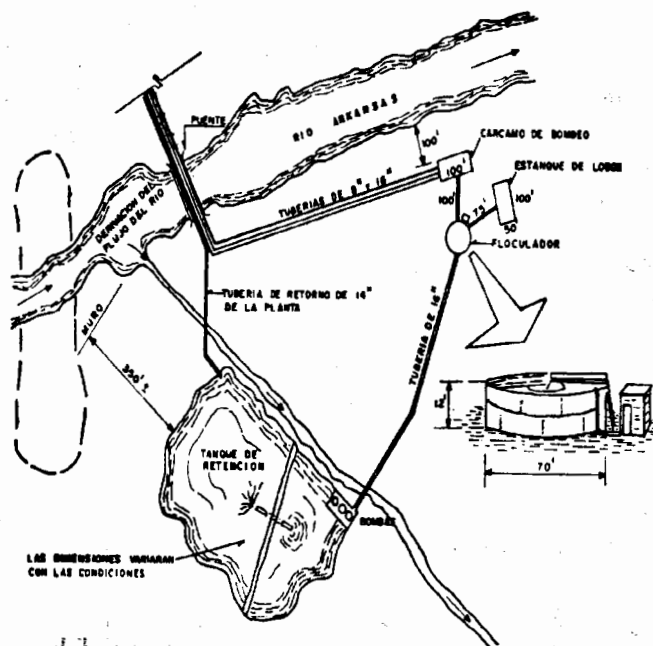 PUENTE
RIO ARKANSAS
CARCAMO DE BOMBEO
ESTANQUE DE LODOS
100'
100'
100'
75'
100'
50
TUBERIAS DE 8" Y 16"
FLOCULADOR
DERIVACION DEL
FLUJO DEL RIO
TUBERIA DE RETORNO DE 14"
DE LA PLANTA
MURO
350' ±
TUBERIA DE 14"
TANQUE DE
RETENCION
70'
BOMBAS
LAS DIMENSIONES VARIARAN
CON LAS CONDICIONES